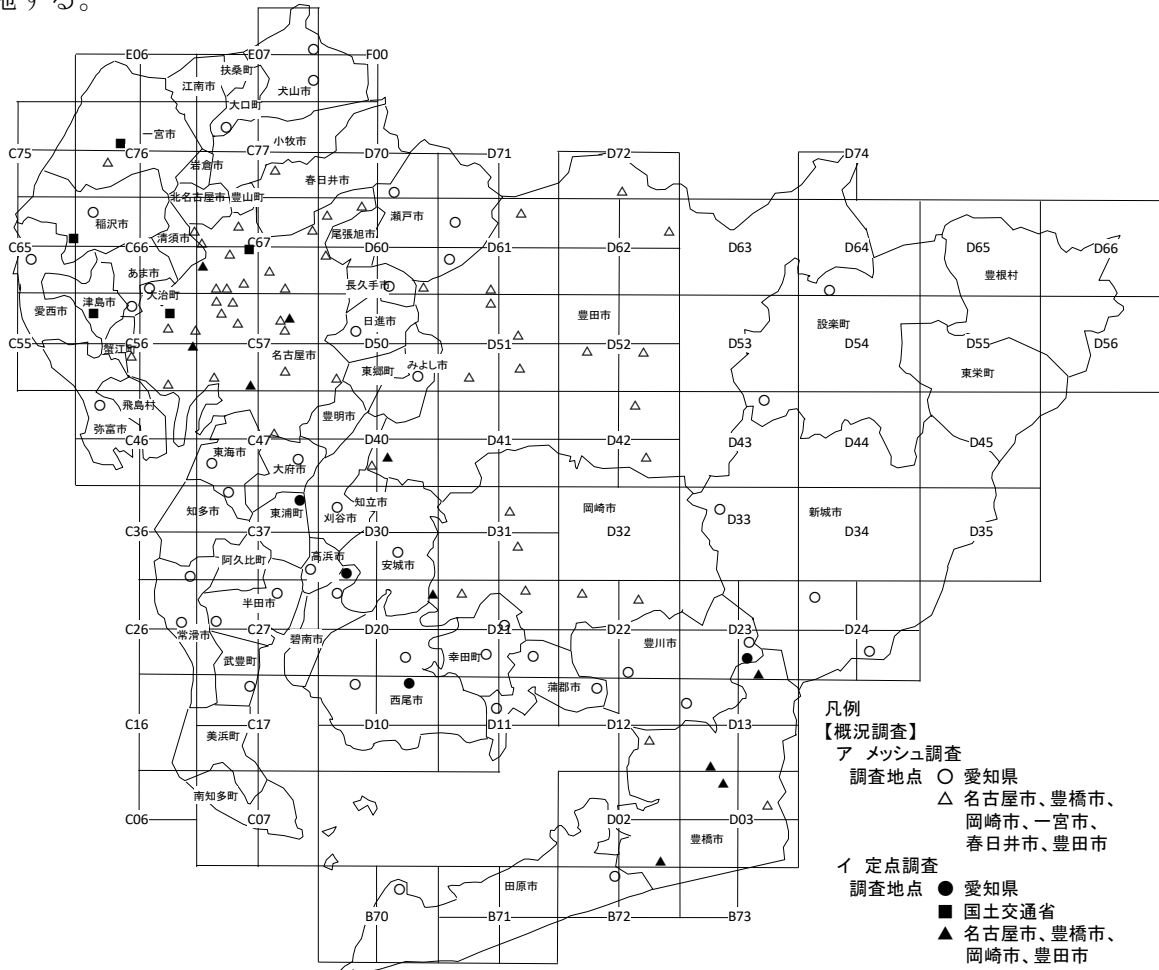 施する。
E06 E07 F00
扶桑町
江南市
犬山市
大口町
一宮市
小牧市
C75 C76 C77 D70 D71 D72 D74
岩倉市
春日井市
北名古屋市 豊山町
稲沢市
瀬戸市
清須市
尾張旭市
C65 C66 C67 D60 D61 D62 D63 D64 D65 D66
豊根村
あま市
長久手市
大治町
津島市
愛西市
日進市
豊田市
設楽町
C55 C56 C57 D50 D51 D52 D53 D54 D55 D56
蟹江町
名古屋市
東郷町
みよし市
東栄町
飛島村
豊明市
弥富市
C46 C47 D40 D41 D42 D43 D44 D45
東海市
大府市
知多市
東浦町
知立市
刈谷市
岡崎市
新城市
C36 C37 D30 D31 D32 D33 D34 D35
阿久比町
高浜市
安城市
半田市
C26 C27 D20 D21 D22 D23 D24
常滑市
碧南市
豊川市
武豊町
幸田町
西尾市
蒲郡市
C16 C17 D10 D11 D12 D13
美浜町
南知多町
C06 C07 D02 D03
豊橋市
田原市
B70 B71 B72 B73
凡例
【概況調査】
ア メッシュ調査
調査地点 ○ 愛知県
△ 名古屋市、豊橋市、
岡崎市、一宮市、
春日井市、豊田市
イ 定点調査
調査地点 ● 愛知県
■ 国土交通省
▲ 名古屋市、豊橋市、
岡崎市、豊田市